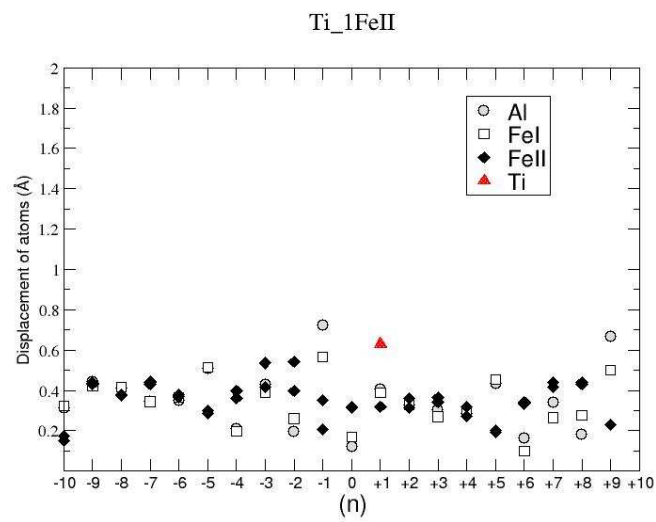 Ti_1FeII
Displacement of atoms (Å)
2
1.8
1.6
1.4
1.2
1
0.8
0.6
0.4
0.2
Al
FeI
FeII
Ti
-10 -9 -8 -7 -6 -5 -4 -3 -2 -1 0 +1 +2 +3 +4 +5 +6 +7 +8 +9 +10
(n)